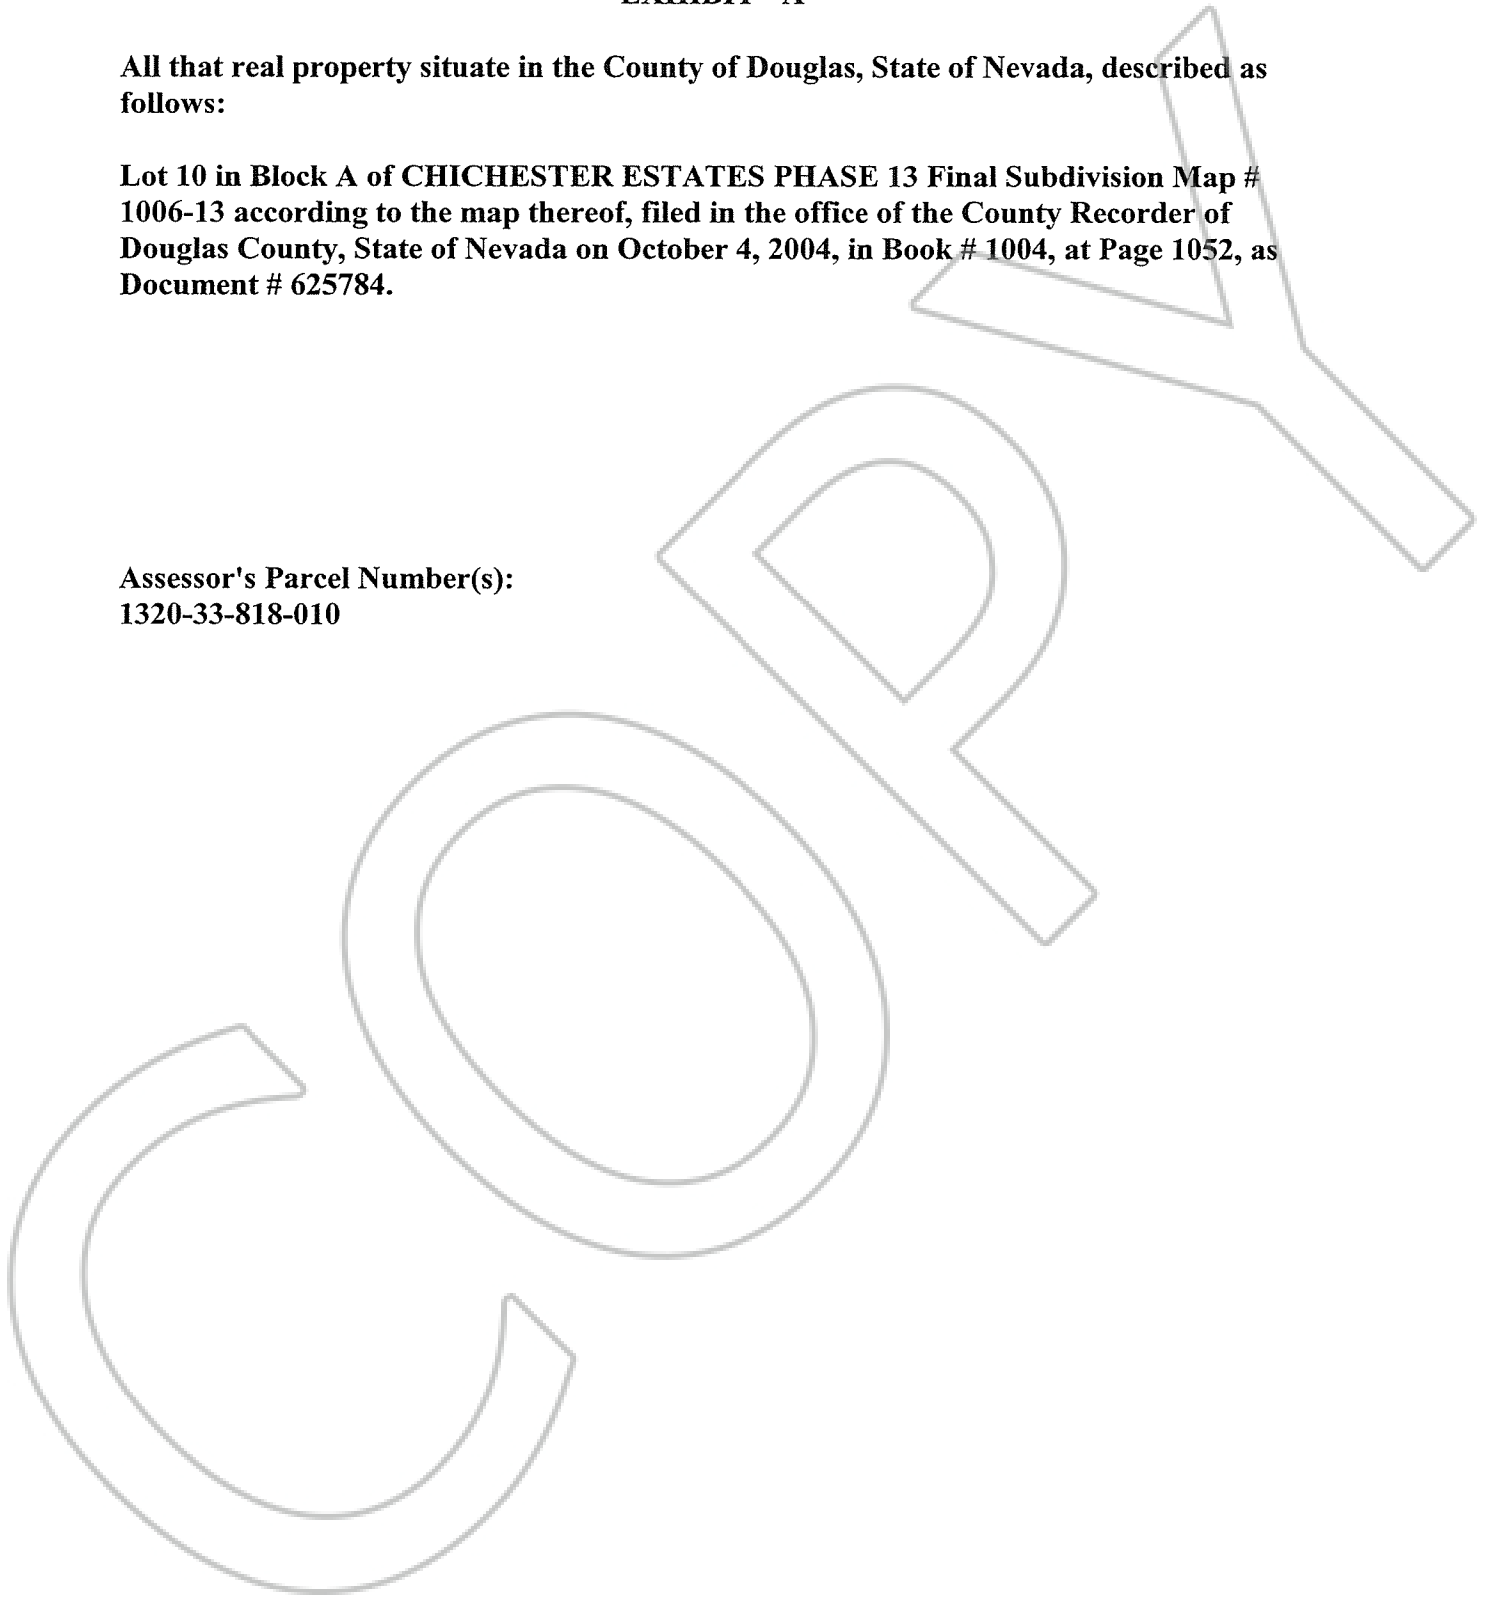 All that real property situate in the County of Douglas, State of Nevada, described as
follows:
Lot 10 in Block A of CHICHESTER ESTATES PHASE 13 Final Subdivision Map #
1006-13 according to the map thereof, filed in the office of the County Recorder of
Douglas County, State of Nevada on October 4, 2004, in Book # 1004, at Page 1052, as
Document # 625784.
Assessor's Parcel Number(s):
1320-33-818-010
COPY